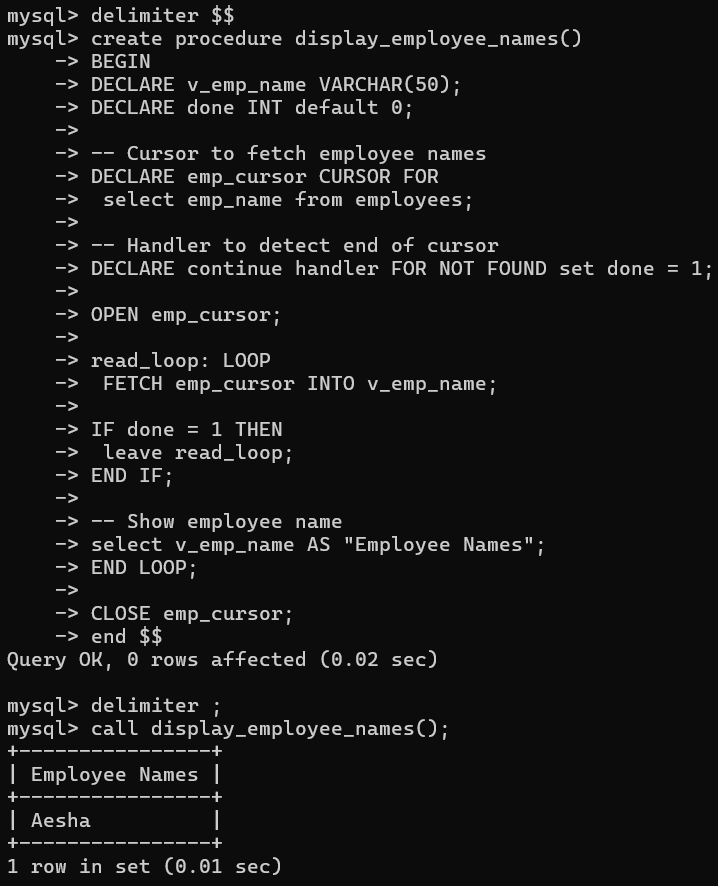 mysql> delimiter $$
mysql> create procedure display_employee_names()
    -> BEGIN
    -> DECLARE v_emp_name VARCHAR(50);
    -> DECLARE done INT default 0;
    ->
    -> -- Cursor to fetch employee names
    -> DECLARE emp_cursor CURSOR FOR
    ->  select emp_name from employees;
    ->
    -> -- Handler to detect end of cursor
    -> DECLARE continue handler FOR NOT FOUND set done = 1;
    ->
    -> OPEN emp_cursor;
    ->
    -> read_loop: LOOP
    ->  FETCH emp_cursor INTO v_emp_name;
    ->
    -> IF done = 1 THEN
    ->  leave read_loop;
    -> END IF;
    ->
    -> -- Show employee name
    -> select v_emp_name AS "Employee Names";
    -> END LOOP;
    ->
    -> CLOSE emp_cursor;
    -> end $$
Query OK, 0 rows affected (0.02 sec)

mysql> delimiter ;
mysql> call display_employee_names();
+----------------+
| Employee Names |
+----------------+
| Aesha          |
+----------------+
1 row in set (0.01 sec)